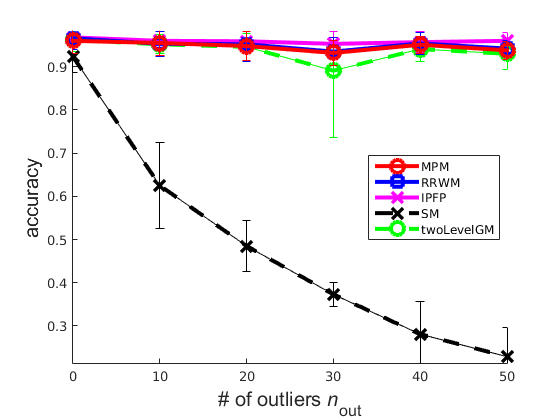 0.9
0.8
0.7
0.6
0.5
0.4
0.3
accuracy
MPM
RRWM
IPFP
SM
twoLevelGM
0 10 20 30 40 50
# of outliers n_out